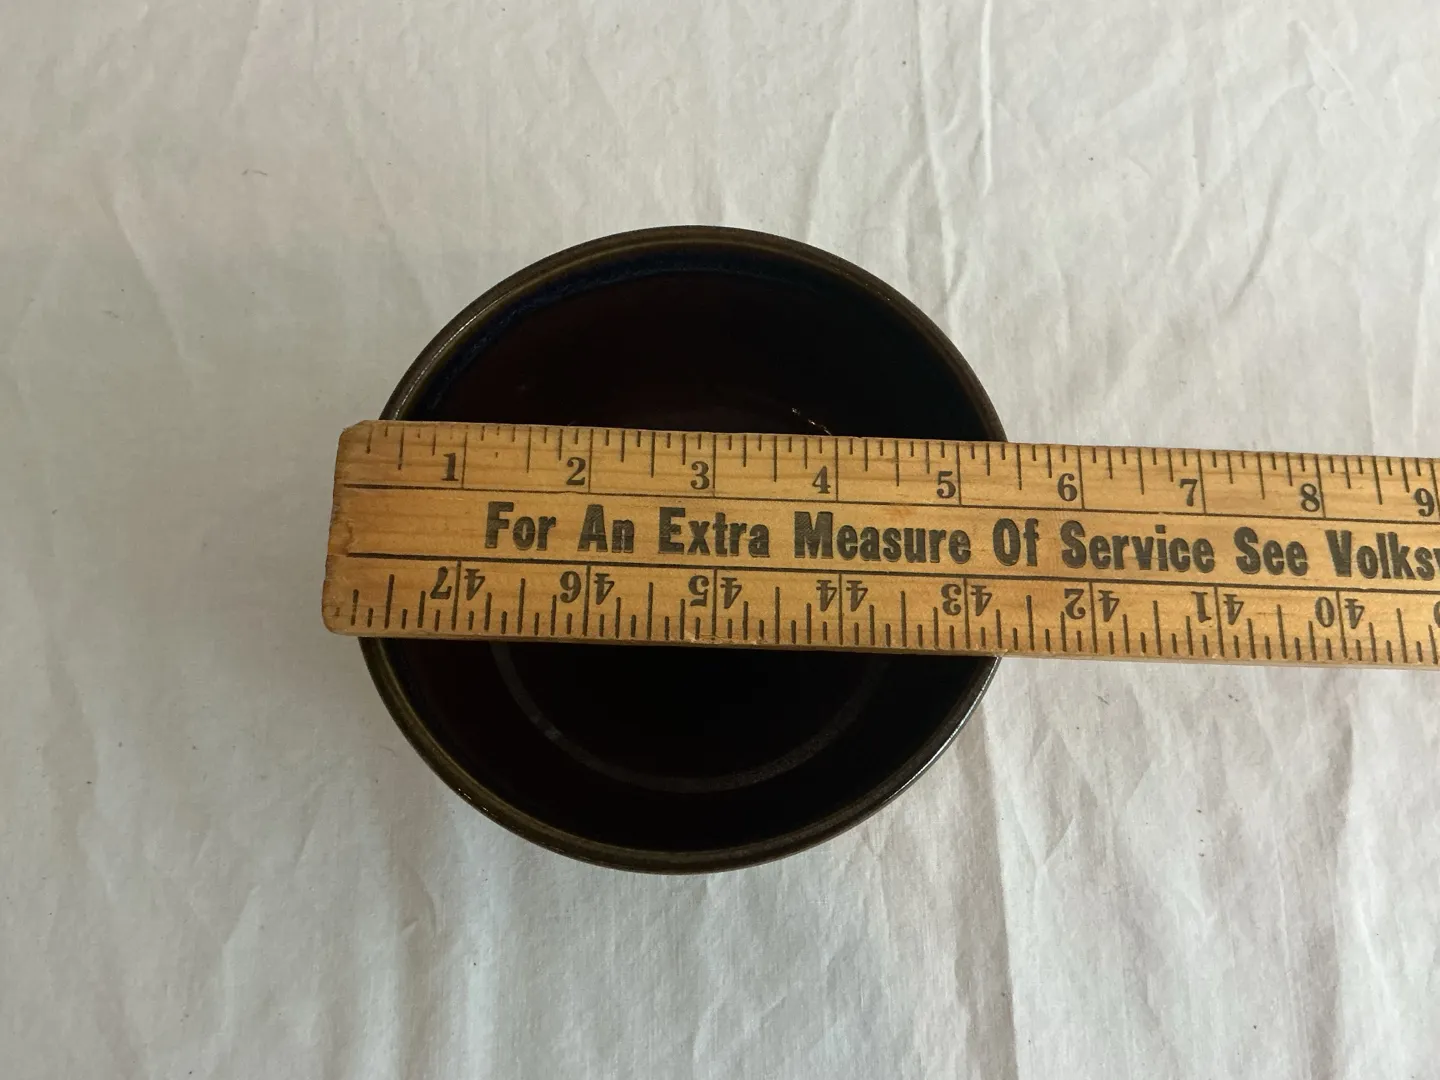 1 2 3 4 5 6 7 8 9
For An Extra Measure Of Service See Volksw
47 46 45 44 43 42 41 40